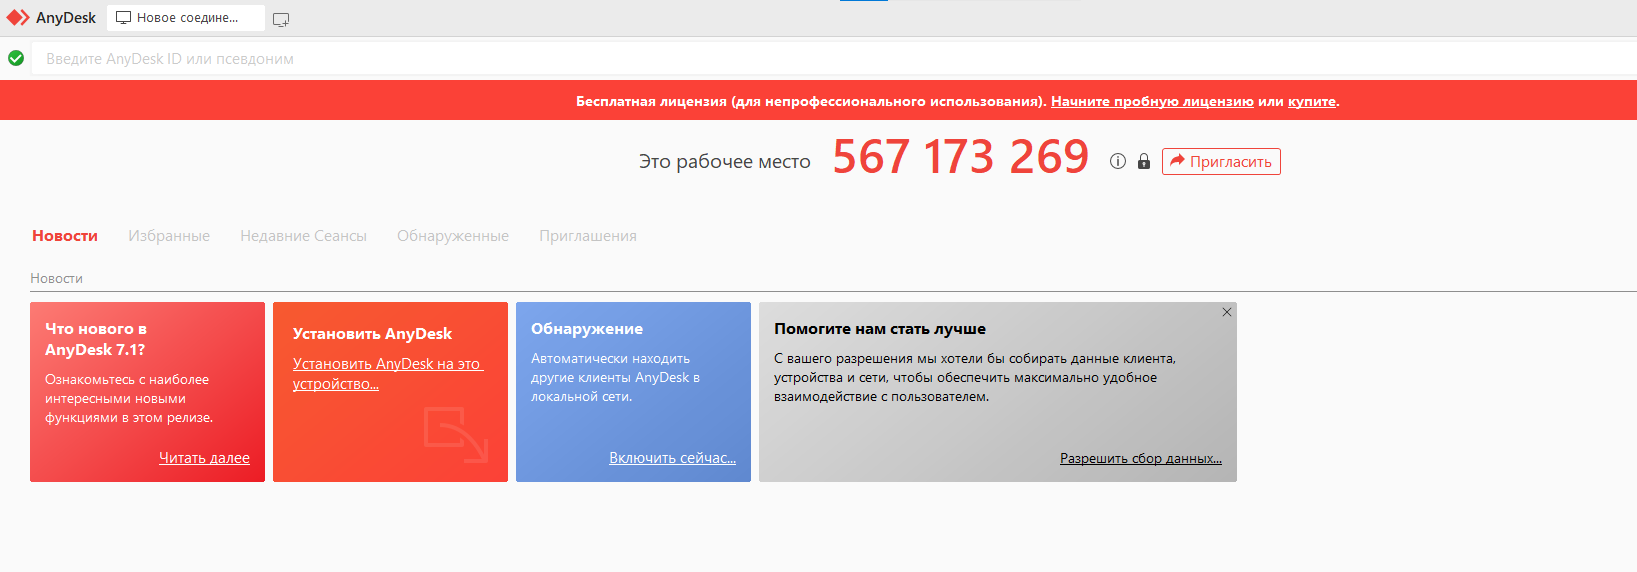 AnyDesk
Новое соедине...
Введите AnyDesk ID или псевдоним
Бесплатная лицензия (для непрофессионального использования). Начните пробную лицензию или купите.
Это рабочее место 567 173 269 Пригласить
Новости Избранные Недавние Сеансы Обнаруженные Приглашения
Новости
Что нового в
AnyDesk 7.1?
Ознакомьтесь с наиболее
интересными новыми
функциями в этом релизе.
Читать далее
Установить AnyDesk
Установить AnyDesk на это
устройство...
Обнаружение
Автоматически находить
другие клиенты AnyDesk в
локальной сети.
Включить сейчас...
Помогите нам стать лучше
С вашего разрешения мы хотели бы собирать данные клиента,
устройства и сети, чтобы обеспечить максимально удобное
взаимодействие с пользователем.
Разрешить сбор данных...